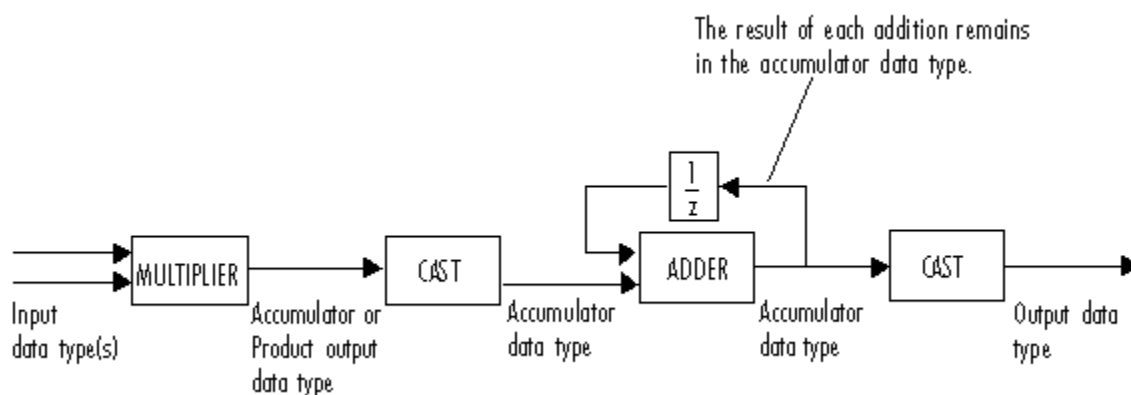 The result of each addition remains
in the accumulator data type.
1
z
MULTIPLIER
CAST
ADDER
CAST
Input
data type(s)
Accumulator or
Product output
data type
Accumulator
data type
Accumulator
data type
Output data
type